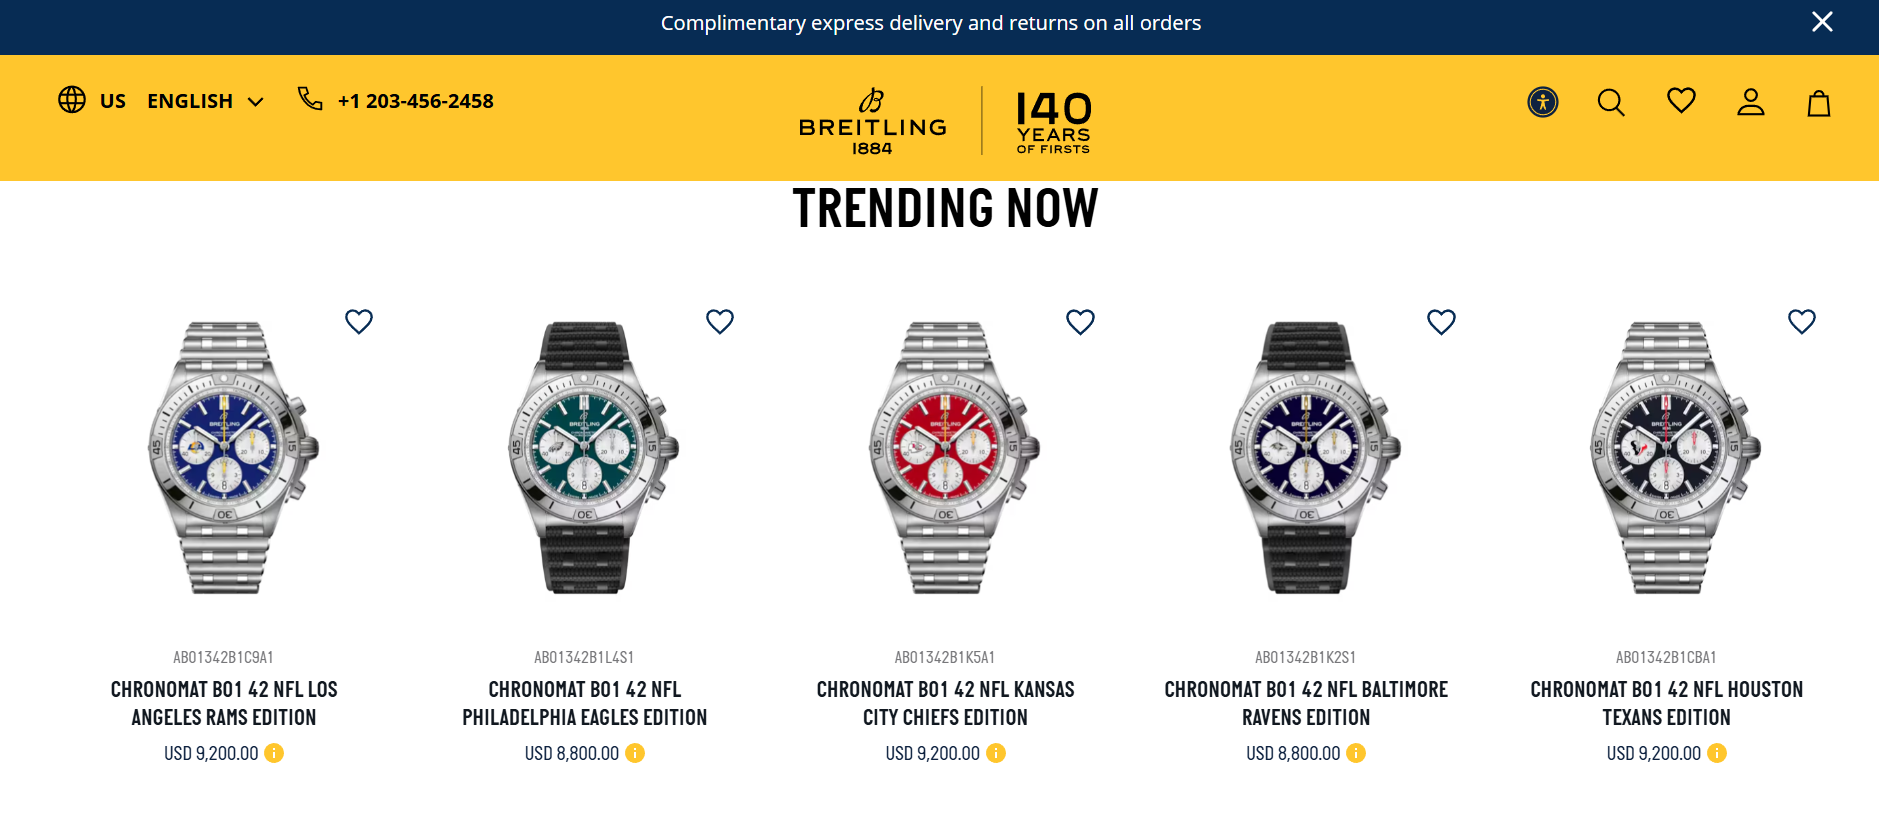 Complimentary express delivery and returns on all orders
US ENGLISH +1 203-456-2458
BREITLING
1884
140
YEARS
OF FIRSTS
TRENDING NOW
AB01342B1C9A1
CHRONOMAT B01 42 NFL LOS
ANGELES RAMS EDITION
USD 9,200.00
AB01342B1L4S1
CHRONOMAT B01 42 NFL
PHILADELPHIA EAGLES EDITION
USD 8,800.00
AB01342B1K5A1
CHRONOMAT B01 42 NFL KANSAS
CITY CHIEFS EDITION
USD 9,200.00
AB01342B1K2S1
CHRONOMAT B01 42 NFL BALTIMORE
RAVENS EDITION
USD 8,800.00
AB01342B1CBA1
CHRONOMAT B01 42 NFL HOUSTON
TEXANS EDITION
USD 9,200.00